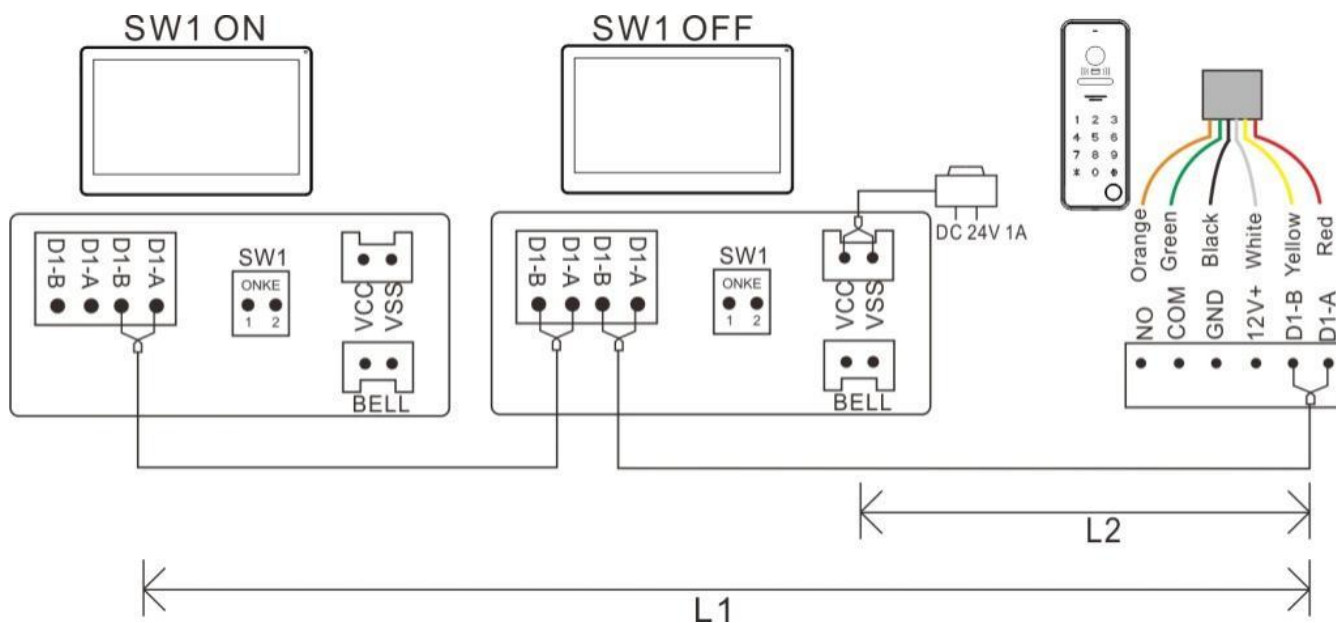 SW1 ON
SW1 OFF
D1-B
D1-A
D1-B
D1-A
SW1
ONKE
1 2
VCC
VSS
BELL
D1-B
D1-A
D1-B
D1-A
SW1
ONKE
1 2
VCC
VSS
BELL
DC 24V 1A
1 2 3
4 5 6
7 8 9
* 0
Orange
Green
Black
White
Yellow
Red
NO
COM
GND
12V+
D1-B
D1-A
L2
L1